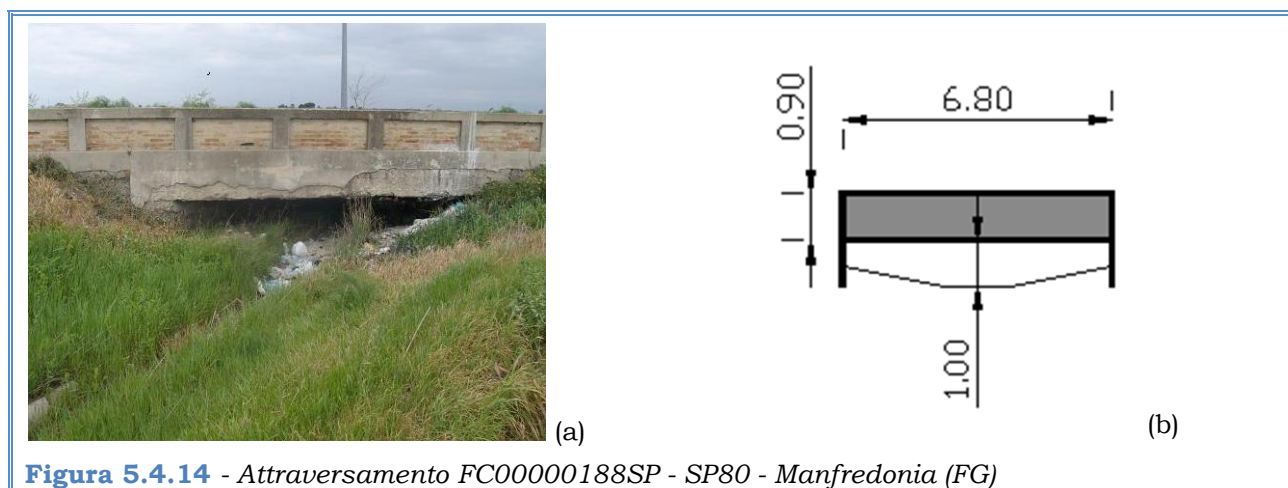 0.90
6.80
1.00
(a)
(b)
Figura 5.4.14 - Attraversamento FC00000188SP - SP80 - Manfredonia (FG)